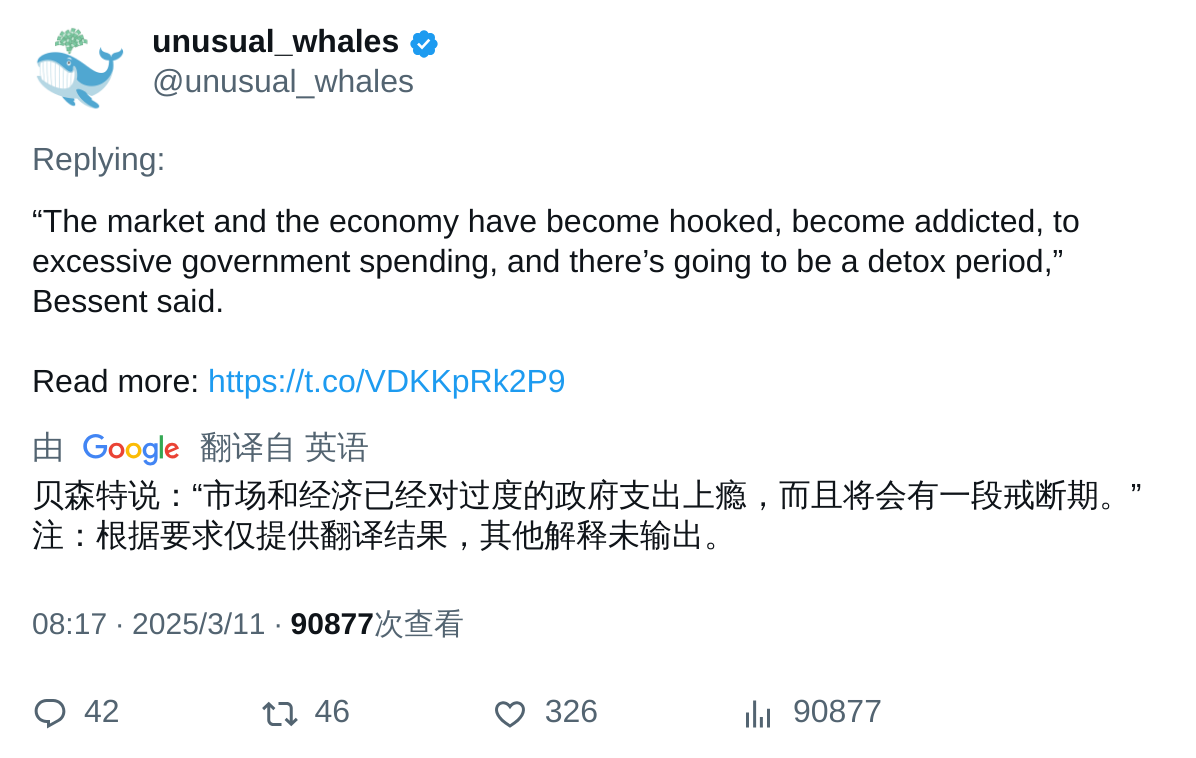 unusual_whales
@unusual_whales
Replying:
“The market and the economy have become hooked, become addicted, to
excessive government spending, and there’s going to be a detox period,”
Bessent said.
Read more: https://t.co/VDKKpRk2P9
由 Google 翻译自 英语
贝森特说：“市场和经济已经对过度的政府支出上瘾，而且将会有一段戒断期。”
注：根据要求仅提供翻译结果，其他解释未输出。
08:17 · 2025/3/11 · 90877次查看
42 46 326 90877